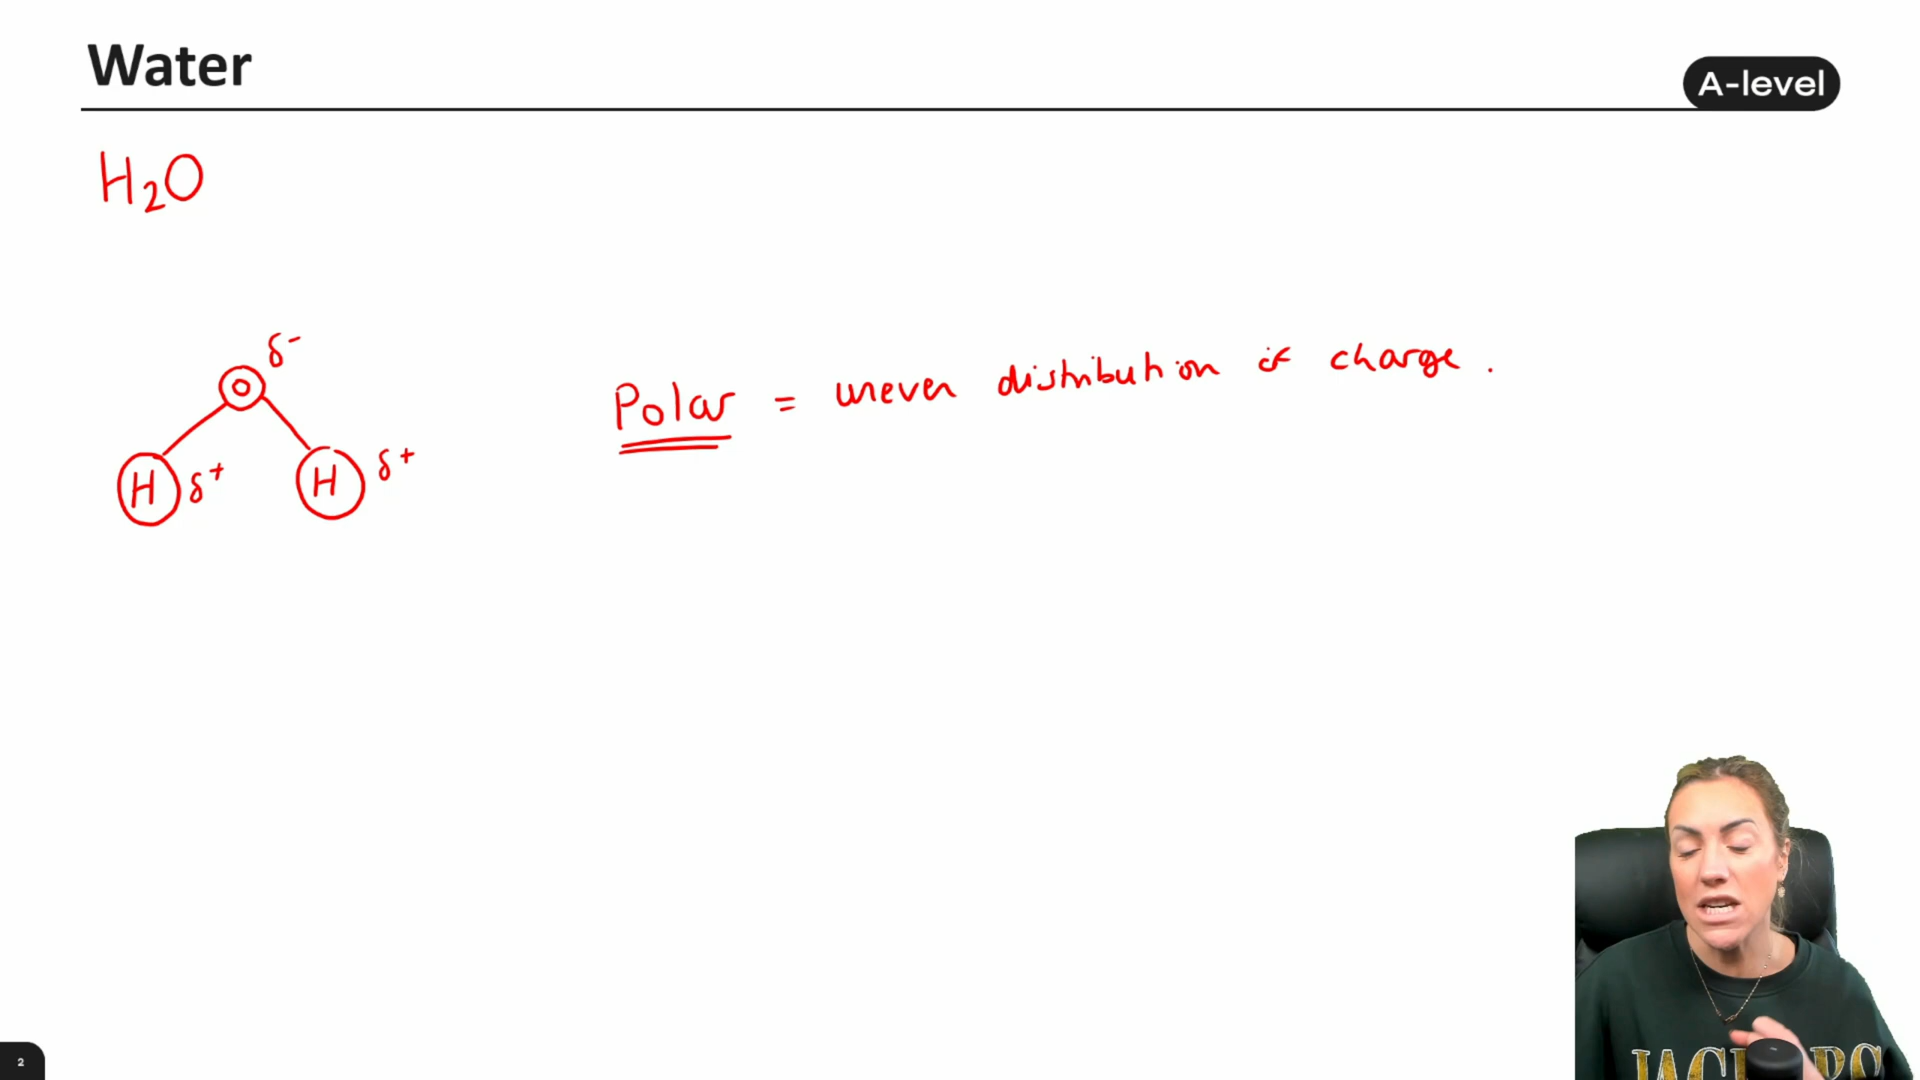 Water
A-level
H₂O
δ-
O
Polar = uneven distribution of charge.
H δ+ H δ+
2